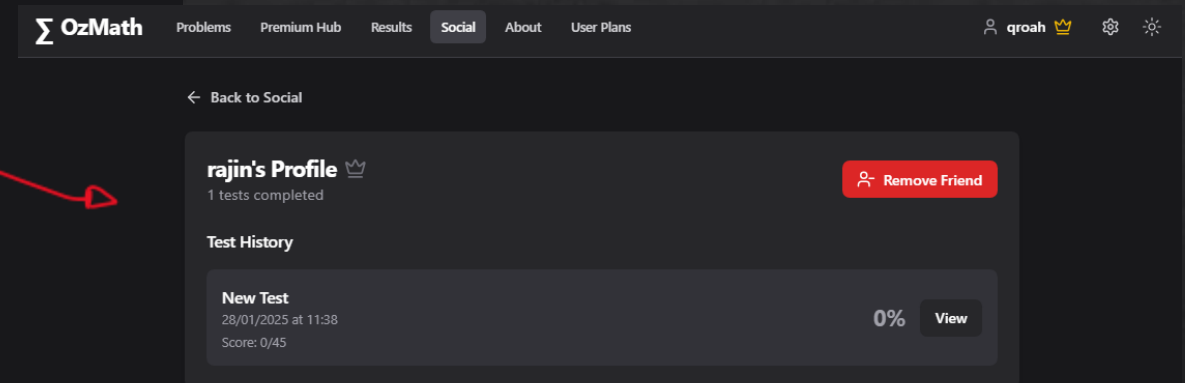 ∑ OzMath Problems Premium Hub Results Social About User Plans qroah
← Back to Social
rajin's Profile
Remove Friend
1 tests completed
Test History
New Test
28/01/2025 at 11:38
Score: 0/45
0% View